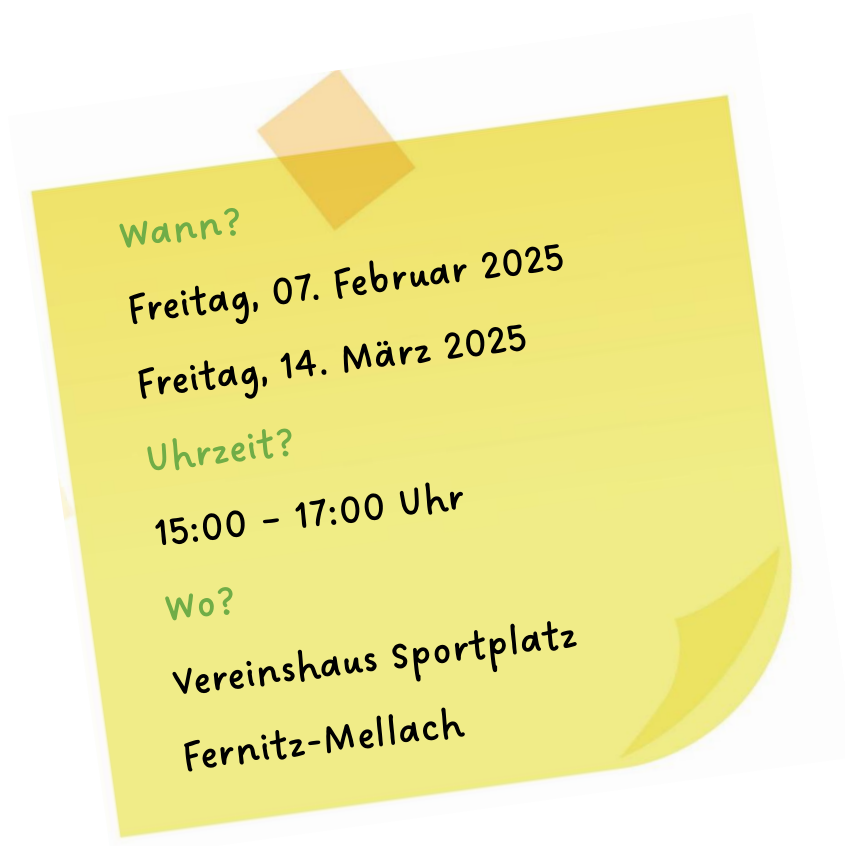 Wann?
Freitag, 07. Februar 2025
Freitag, 14. März 2025
Uhrzeit?
15:00 - 17:00 Uhr
Wo?
Vereinshaus Sportplatz
Fernitz-Mellach